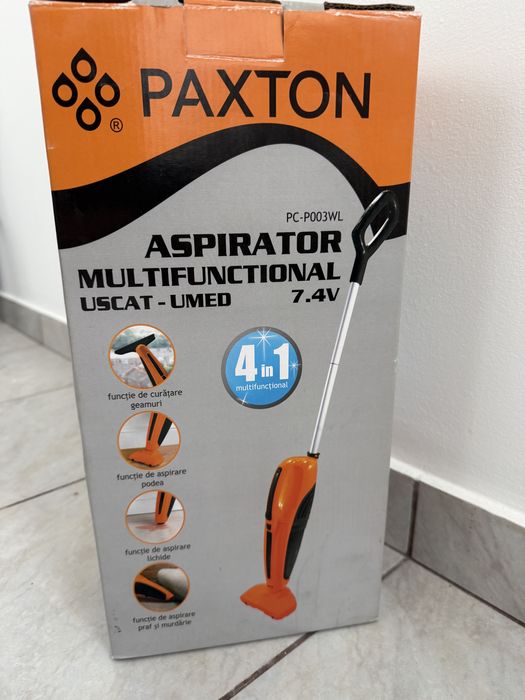 PAXTON
®
PC-P003WL
ASPIRATOR
MULTIFUNCTIONAL
USCAT - UMED 7.4V
4 in 1
multifuncțional
funcție de curățare
geamuri
funcție de aspirare
podea
funcție de aspirare
lichide
funcție de aspirare
praf și murdărie